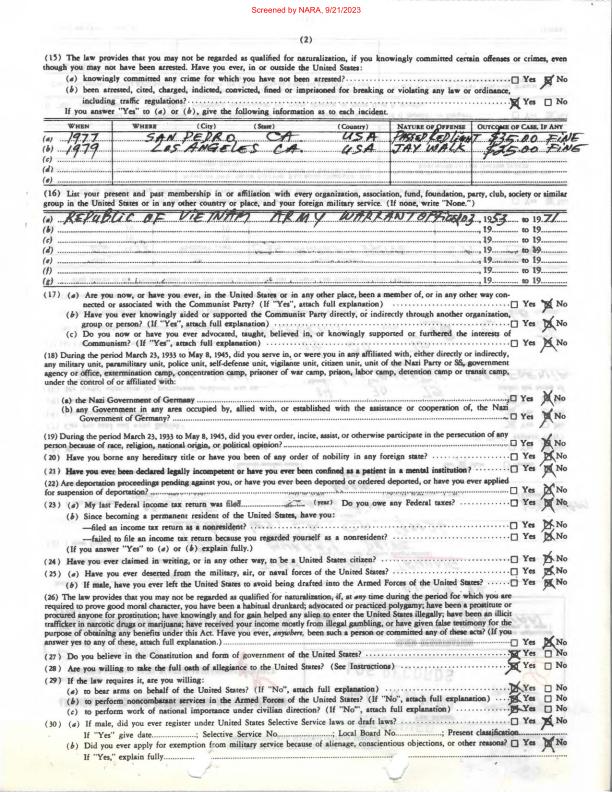 Screened by NARA, 9/21/2023
(2)
(15) The law provides that you may not be regarded as qualified for naturalization, if you knowingly committed certain offenses or crimes, even
though you may not have been arrested. Have you ever, in or outside the United States:
(a) knowingly committed any crime for which you have not been arrested? ☐ Yes ☒ No
(b) been arrested, cited, charged, indicted, convicted, fined or imprisoned for breaking or violating any law or ordinance,
including traffic regulations? ☒ Yes ☐ No
If you answer "Yes" to (a) or (b), give the following information as to each incident.
WHEN WHERE (City) (State) (Country) NATURE OF OFFENSE OUTCOME OF CASE, IF ANY
(a) 1977 SAN PEDRO, CA USA PASSED RED LIGHT $35.00 FINE
(b) 1979 LOS ANGELES CA. USA JAY WALK $25.00 FINE
(c)
(d)
(e)
(16) List your present and past membership in or affiliation with every organization, association, fund, foundation, party, club, society or similar
group in the United States or in any other country or place, and your foreign military service. (If none, write "None.")
(a) REPUBLIC OF VIETNAM ARMY WARRANT OFFICER, 1953 to 1971
(b) , 19 to 19
(c) , 19 to 19
(d) , 19 to 19
(e) , 19 to 19
(f) , 19 to 19
(g) , 19 to 19
(17) (a) Are you now, or have you ever, in the United States or in any other place, been a member of, or in any other way con-
nected or associated with the Communist Party? (If "Yes", attach full explanation) ☐ Yes ☒ No
(b) Have you ever knowingly aided or supported the Communist Party directly, or indirectly through another organization,
group or person? (If "Yes", attach full explanation) ☐ Yes ☒ No
(c) Do you now or have you ever advocated, taught, believed in, or knowingly supported or furthered the interests of
Communism? (If "Yes", attach full explanation) ☐ Yes ☒ No
(18) During the period March 23, 1933 to May 8, 1945, did you serve in, or were you in any affiliated with, either directly or indirectly,
any military unit, paramilitary unit, police unit, self-defense unit, vigilante unit, citizen unit, unit of the Nazi Party or SS, government
agency or office, extermination camp, concentration camp, prisoner of war camp, prison, labor camp, detention camp or transit camp,
under the control of or affiliated with:
(a) the Nazi Government of Germany ☐ Yes ☒ No
(b) any Government in any area occupied by, allied with, or established with the assistance or cooperation of, the Nazi
Government of Germany? ☐ Yes ☒ No
(19) During the period March 23, 1933 to May 8, 1945, did you ever order, incite, assist, or otherwise participate in the persecution of any
person because of race, religion, national origin, or political opinion? ☐ Yes ☒ No
(20) Have you borne any hereditary title or have you been of any order of nobility in any foreign state? ☐ Yes ☒ No
(21) Have you ever been declared legally incompetent or have you ever been confined as a patient in a mental institution? ☐ Yes ☒ No
(22) Are deportation proceedings pending against you, or have you ever been deported or ordered deported, or have you ever applied
for suspension of deportation? ☐ Yes ☒ No
(23) (a) My last Federal income tax return was filed (year) Do you owe any Federal taxes? ☐ Yes ☒ No
(b) Since becoming a permanent resident of the United States, have you:
—filed an income tax return as a nonresident? ☐ Yes ☒ No
—failed to file an income tax return because you regarded yourself as a nonresident? ☐ Yes ☒ No
(If you answer "Yes" to (a) or (b) explain fully.)
(24) Have you ever claimed in writing, or in any other way, to be a United States citizen? ☐ Yes ☒ No
(25) (a) Have you ever deserted from the military, air, or naval forces of the United States? ☐ Yes ☒ No
(b) If male, have you ever left the United States to avoid being drafted into the Armed Forces of the United States? ☐ Yes ☒ No
(26) The law provides that you may not be regarded as qualified for naturalization, if, at any time during the period for which you are
required to prove good moral character, you have been a habitual drunkard; advocated or practiced polygamy; have been a prostitute or
procured anyone for prostitution; have knowingly and for gain helped any alien to enter the United States illegally; have been an illicit
trafficker in narcotic drugs or marijuana; have received your income mostly from illegal gambling, or have given false testimony for the
purpose of obtaining any benefits under this Act. Have you ever, anywhere, been such a person or committed any of these acts? (If you
answer yes to any of these, attach full explanation.) ☐ Yes ☒ No
(27) Do you believe in the Constitution and form of government of the United States? ☒ Yes ☐ No
(28) Are you willing to take the full oath of allegiance to the United States? (See Instructions) ☒ Yes ☐ No
(29) If the law requires it, are you willing:
(a) to bear arms on behalf of the United States? (If "No", attach full explanation) ☒ Yes ☐ No
(b) to perform noncombatant services in the Armed Forces of the United States? (If "No", attach full explanation) ☒ Yes ☐ No
(c) to perform work of national importance under civilian direction? (If "No", attach full explanation) ☒ Yes ☐ No
(30) (a) If male, did you ever register under United States Selective Service laws or draft laws? ☐ Yes ☒ No
If "Yes" give date ; Selective Service No. ; Local Board No. ; Present classification
(b) Did you ever apply for exemption from military service because of alienage, conscientious objections, or other reasons? ☐ Yes ☒ No
If "Yes," explain fully